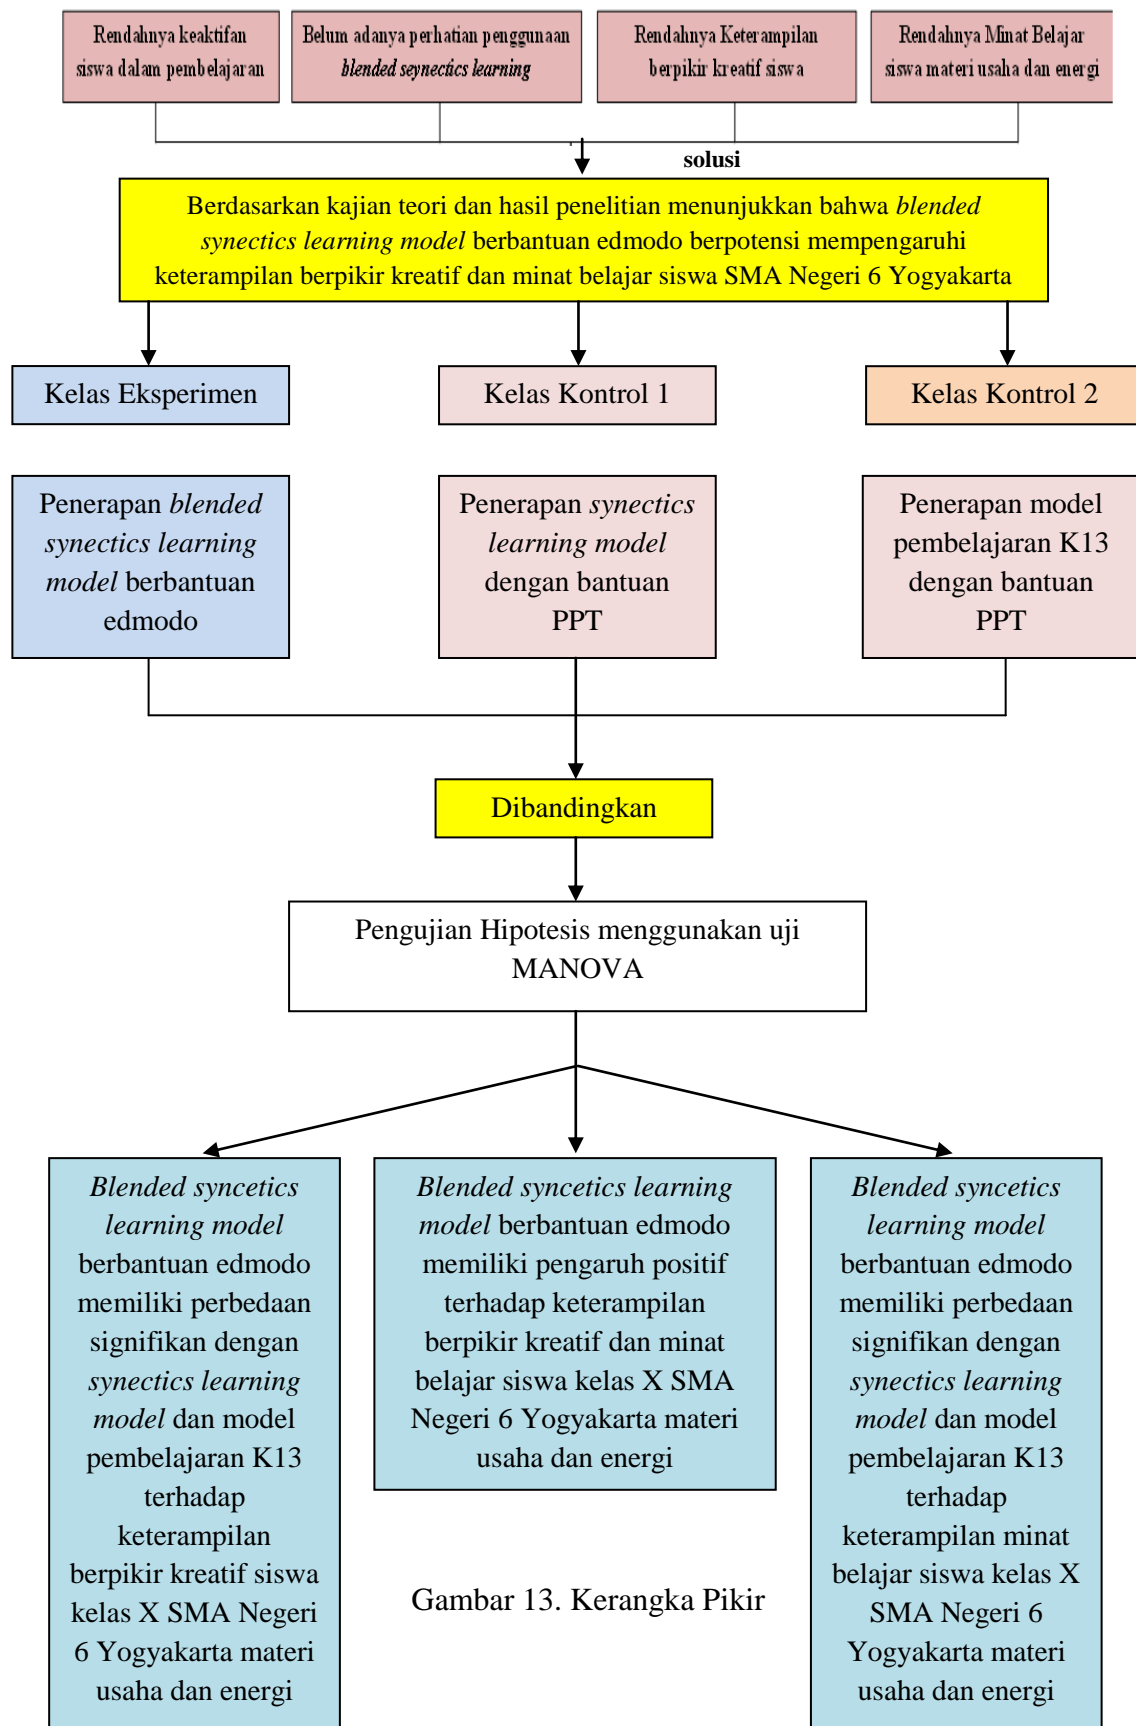 Rendahnya keaktifan
siswa dalam pembelajaran
Belum adanya perhatian penggunaan
blended seynectics learning
Rendahnya Keterampilan
berpikir kreatif siswa
Rendahnya Minat Belajar
siswa materi usaha dan energi
solusi
Berdasarkan kajian teori dan hasil penelitian menunjukkan bahwa blended
synectics learning model berbantuan edmodo berpotensi mempengaruhi
keterampilan berpikir kreatif dan minat belajar siswa SMA Negeri 6 Yogyakarta
Kelas Eksperimen
Kelas Kontrol 1
Kelas Kontrol 2
Penerapan blended
synectics learning
model berbantuan
edmodo
Penerapan synectics
learning model
dengan bantuan
PPT
Penerapan model
pembelajaran K13
dengan bantuan
PPT
Dibandingkan
Pengujian Hipotesis menggunakan uji
MANOVA
Blended syncetics
learning model
berbantuan edmodo
memiliki perbedaan
signifikan dengan
synectics learning
model dan model
pembelajaran K13
terhadap
keterampilan
berpikir kreatif siswa
kelas X SMA Negeri
6 Yogyakarta materi
usaha dan energi
Blended syncetics learning
model berbantuan edmodo
memiliki pengaruh positif
terhadap keterampilan
berpikir kreatif dan minat
belajar siswa kelas X SMA
Negeri 6 Yogyakarta materi
usaha dan energi
Blended syncetics
learning model
berbantuan edmodo
memiliki perbedaan
signifikan dengan
synectics learning
model dan model
pembelajaran K13
terhadap
keterampilan minat
belajar siswa kelas X
SMA Negeri 6
Yogyakarta materi
usaha dan energi
Gambar 13. Kerangka Pikir